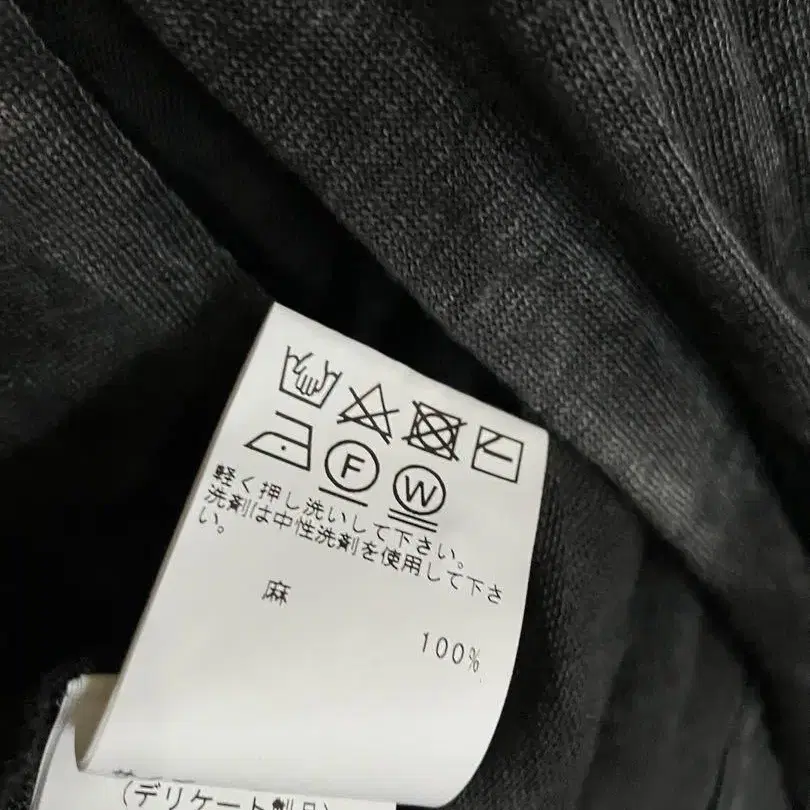 F W
軽く押し洗いして下さい。
洗剤は中性洗剤を使用して下さ
い。
麻
100%
(デリケート製品)